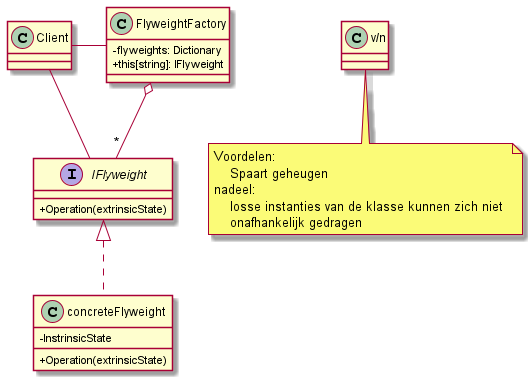 C Client
C FlyweightFactory
-flyweights: Dictionary
+this[string]: IFlyweight
*
I IFlyweight
+Operation(extrinsicState)
C concreteFlyweight
-InstrinsicState
+Operation(extrinsicState)
C v/n
Voordelen:
Spaart geheugen
nadeel:
losse instanties van de klasse kunnen zich niet
onafhankelijk gedragen